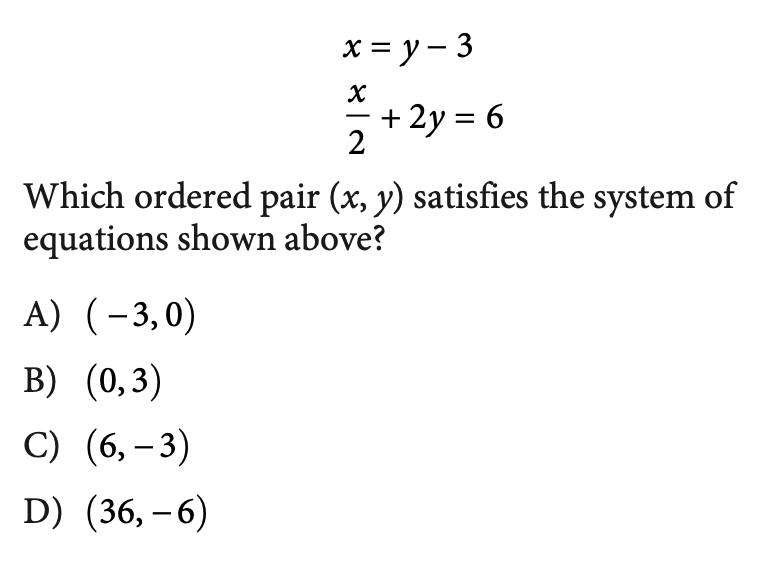 x = y − 3
x/2 + 2y = 6
Which ordered pair (x, y) satisfies the system of
equations shown above?
A) ( −3, 0)
B) (0, 3)
C) (6, −3)
D) (36, −6)